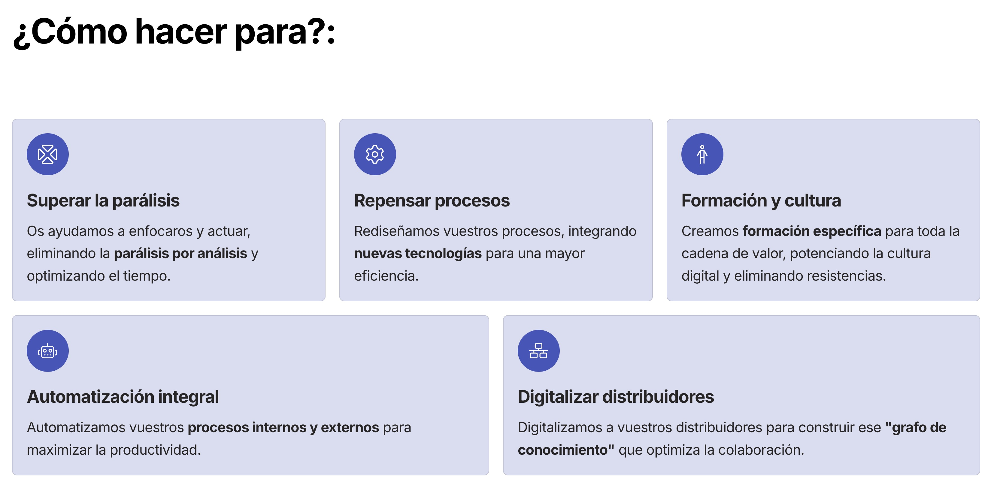 ¿Cómo hacer para?:
Superar la parálisis
Os ayudamos a enfocaros y actuar,
eliminando la parálisis por análisis y
optimizando el tiempo.
Repensar procesos
Rediseñamos vuestros procesos, integrando
nuevas tecnologías para una mayor
eficiencia.
Formación y cultura
Creamos formación específica para toda la
cadena de valor, potenciando la cultura
digital y eliminando resistencias.
Automatización integral
Automatizamos vuestros procesos internos y externos para
maximizar la productividad.
Digitalizar distribuidores
Digitalizamos a vuestros distribuidores para construir ese "grafo de
conocimiento" que optimiza la colaboración.